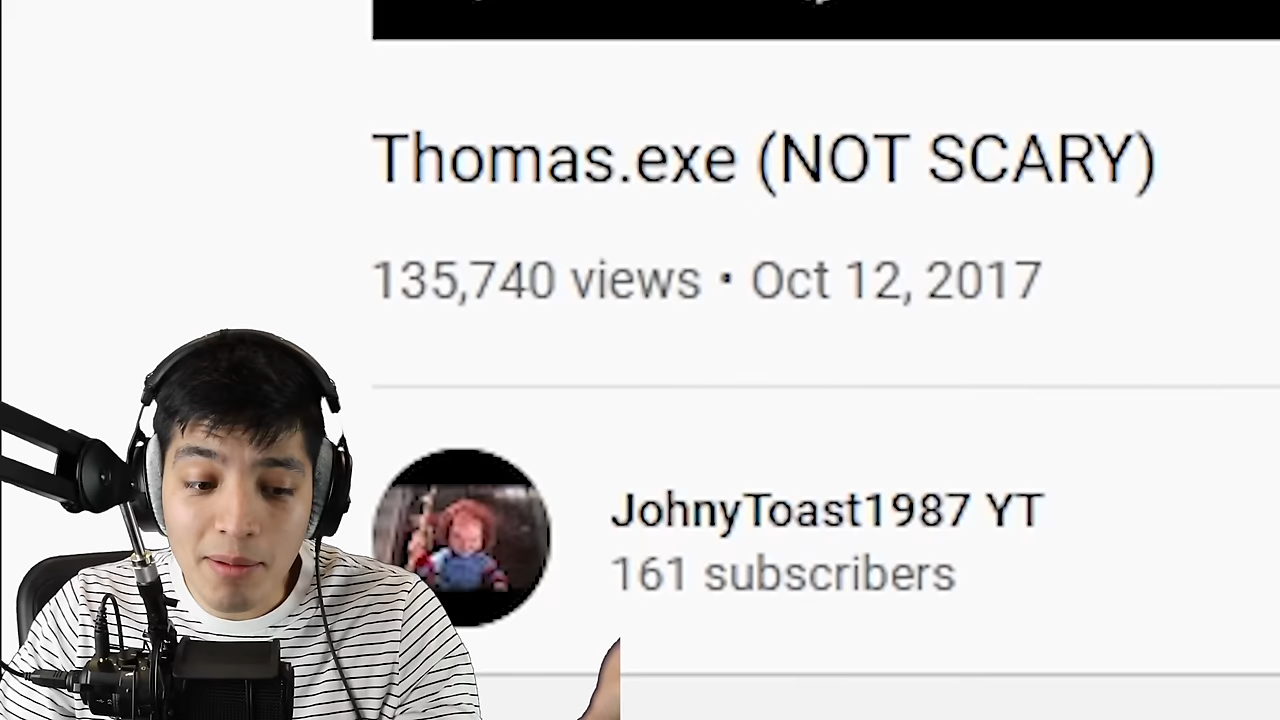 Thomas.exe (NOT SCARY)
135,740 views • Oct 12, 2017
JohnyToast1987 YT
161 subscribers